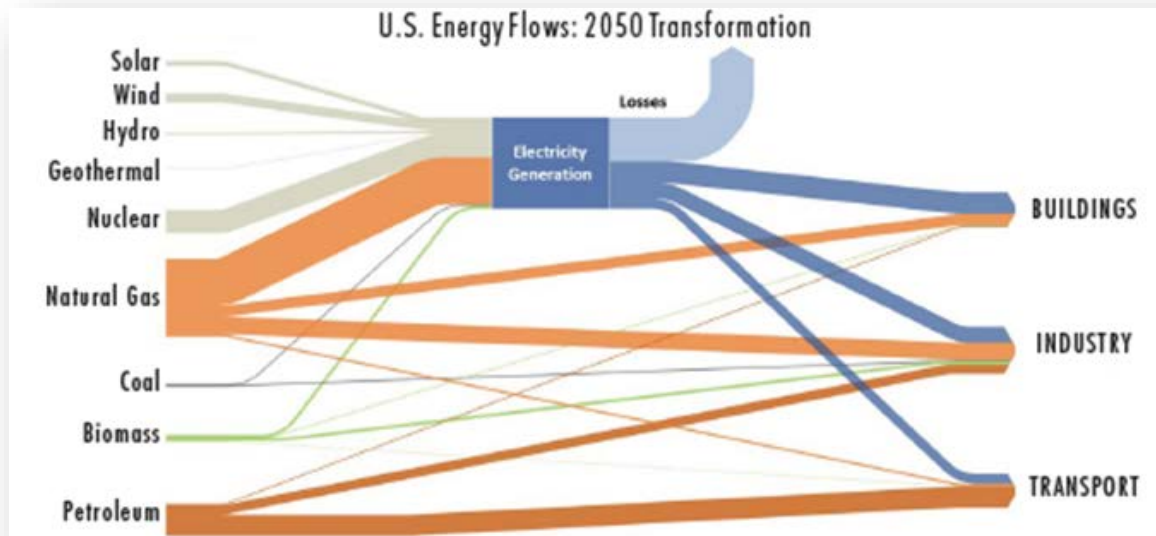 U.S. Energy Flows: 2050 Transformation
Solar
Wind
Hydro
Geothermal
Nuclear
Natural Gas
Coal
Biomass
Petroleum
Losses
Electricity
Generation
BUILDINGS
INDUSTRY
TRANSPORT